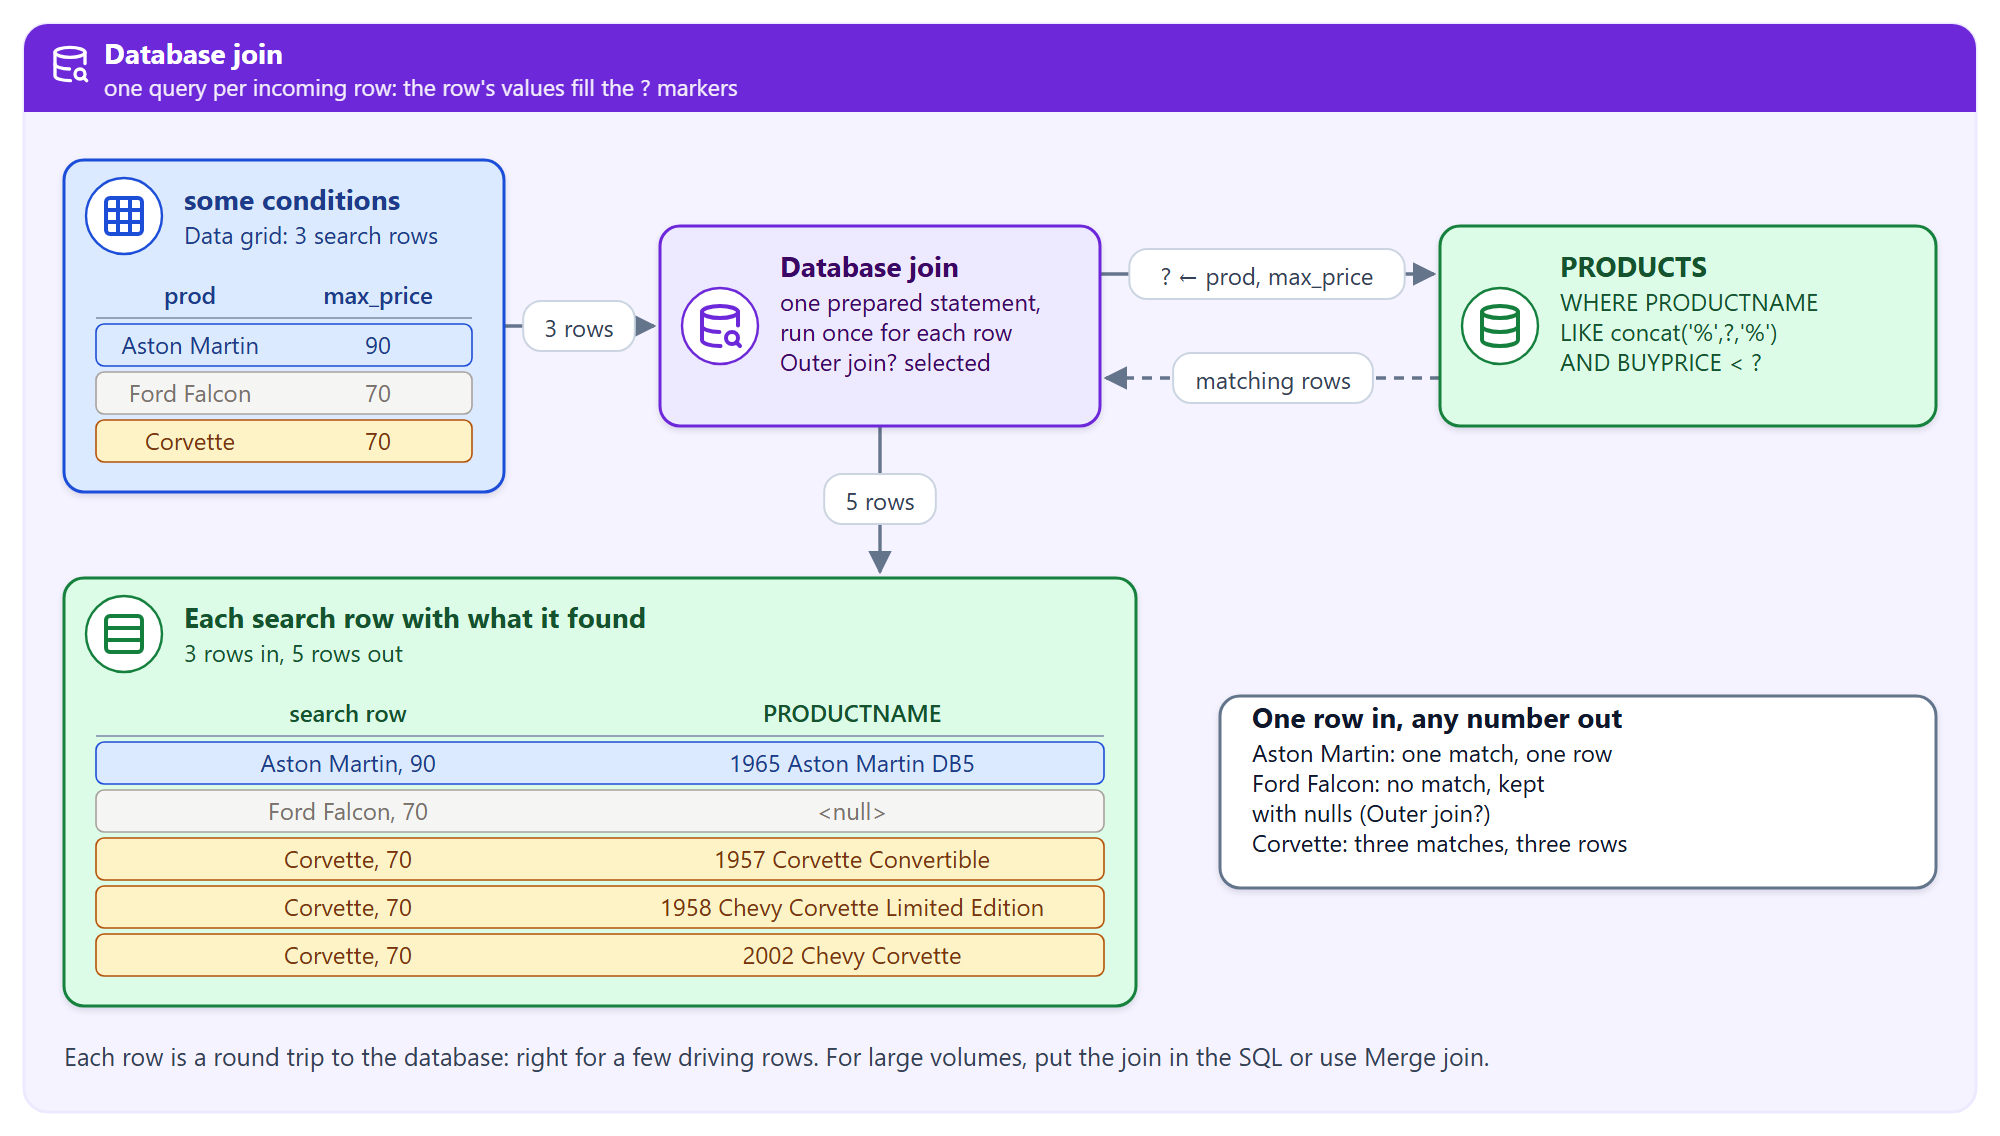 Database join
one query per incoming row: the row's values fill the ? markers
some conditions
Data grid: 3 search rows
prod max_price
Aston Martin 90
Ford Falcon 70
Corvette 70
3 rows
Database join
one prepared statement,
run once for each row
Outer join? selected
? ← prod, max_price
matching rows
PRODUCTS
WHERE PRODUCTNAME
LIKE concat('%',?,'%')
AND BUYPRICE < ?
5 rows
Each search row with what it found
3 rows in, 5 rows out
search row PRODUCTNAME
Aston Martin, 90 1965 Aston Martin DB5
Ford Falcon, 70 <null>
Corvette, 70 1957 Corvette Convertible
Corvette, 70 1958 Chevy Corvette Limited Edition
Corvette, 70 2002 Chevy Corvette
One row in, any number out
Aston Martin: one match, one row
Ford Falcon: no match, kept
with nulls (Outer join?)
Corvette: three matches, three rows
Each row is a round trip to the database: right for a few driving rows. For large volumes, put the join in the SQL or use Merge join.